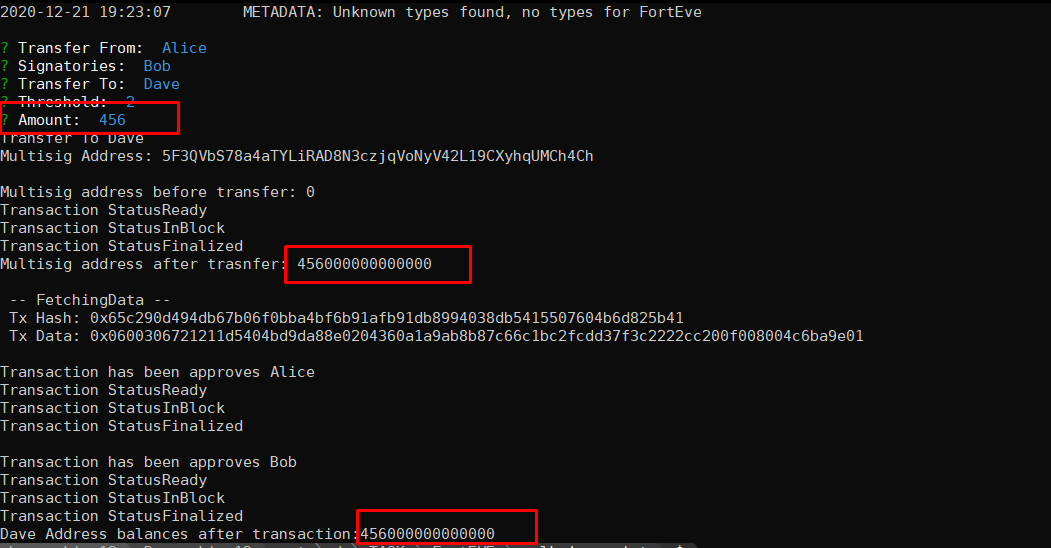 2020-12-21 19:23:07 METADATA: Unknown types found, no types for FortEve
? Transfer From: Alice
? Signatories: Bob
? Transfer To: Dave
? Threshold: 2
? Amount: 456
Transfer To Dave
Multisig Address: 5F3QVbS78a4aTYLiRAD8N3czjqVoNyV42L19CXyhqUMCh4Ch
Multisig address before transfer: 0
Transaction StatusReady
Transaction StatusInBlock
Transaction StatusFinalized
Multisig address after trasnfer: 456000000000000
-- FetchingData --
Tx Hash: 0x65c290d494db67b06f0bba4bf6b91afb91db8994038db5415507604b6d825b41
Tx Data: 0x0600306721211d5404bd9da88e0204360a1a9ab8b87c66c1bc2fcdd37f3c2222cc200f008004c6ba9e01
Transaction has been approves Alice
Transaction StatusReady
Transaction StatusInBlock
Transaction StatusFinalized
Transaction has been approves Bob
Transaction StatusReady
Transaction StatusInBlock
Transaction StatusFinalized
Dave Address balances after transaction:456000000000000